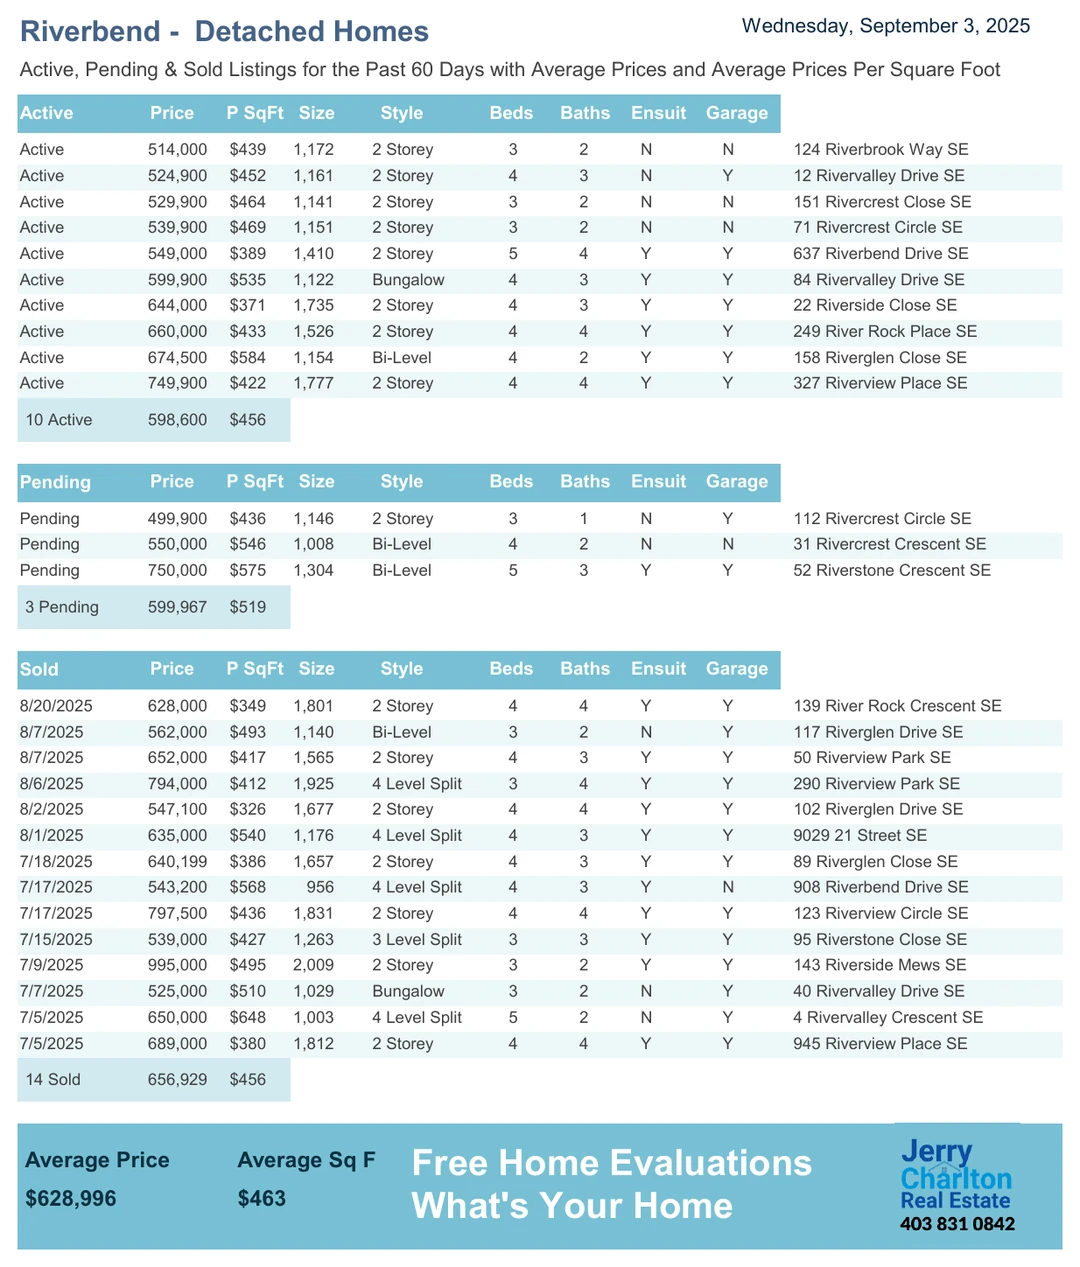 Riverbend -  Detached Homes
Wednesday, September 3, 2025
Active, Pending & Sold Listings for the Past 60 Days with Average Prices and Average Prices Per Square Foot
Active Price P SqFt Size Style Beds Baths Ensuit Garage
Active 514,000 $439 1,172 2 Storey 3 2 N N 124 Riverbrook Way SE
Active 524,900 $452 1,161 2 Storey 4 3 N Y 12 Rivervalley Drive SE
Active 529,900 $464 1,141 2 Storey 3 2 N N 151 Rivercrest Close SE
Active 539,900 $469 1,151 2 Storey 3 2 N N 71 Rivercrest Circle SE
Active 549,000 $389 1,410 2 Storey 5 4 Y Y 637 Riverbend Drive SE
Active 599,900 $535 1,122 Bungalow 4 3 Y Y 84 Rivervalley Drive SE
Active 644,000 $371 1,735 2 Storey 4 3 Y Y 22 Riverside Close SE
Active 660,000 $433 1,526 2 Storey 4 4 Y Y 249 River Rock Place SE
Active 674,500 $584 1,154 Bi-Level 4 2 Y Y 158 Riverglen Close SE
Active 749,900 $422 1,777 2 Storey 4 4 Y Y 327 Riverview Place SE
10 Active 598,600 $456
Pending Price P SqFt Size Style Beds Baths Ensuit Garage
Pending 499,900 $436 1,146 2 Storey 3 1 N Y 112 Rivercrest Circle SE
Pending 550,000 $546 1,008 Bi-Level 4 2 N N 31 Rivercrest Crescent SE
Pending 750,000 $575 1,304 Bi-Level 5 3 Y Y 52 Riverstone Crescent SE
3 Pending 599,967 $519
Sold Price P SqFt Size Style Beds Baths Ensuit Garage
8/20/2025 628,000 $349 1,801 2 Storey 4 4 Y Y 139 River Rock Crescent SE
8/7/2025 562,000 $493 1,140 Bi-Level 3 2 N Y 117 Riverglen Drive SE
8/7/2025 652,000 $417 1,565 2 Storey 4 3 Y Y 50 Riverview Park SE
8/6/2025 794,000 $412 1,925 4 Level Split 3 4 Y Y 290 Riverview Park SE
8/2/2025 547,100 $326 1,677 2 Storey 4 4 Y Y 102 Riverglen Drive SE
8/1/2025 635,000 $540 1,176 4 Level Split 4 3 Y Y 9029 21 Street SE
7/18/2025 640,199 $386 1,657 2 Storey 4 3 Y Y 89 Riverglen Close SE
7/17/2025 543,200 $568 956 4 Level Split 4 3 Y N 908 Riverbend Drive SE
7/17/2025 797,500 $436 1,831 2 Storey 4 4 Y Y 123 Riverview Circle SE
7/15/2025 539,000 $427 1,263 3 Level Split 3 3 Y Y 95 Riverstone Close SE
7/9/2025 995,000 $495 2,009 2 Storey 3 2 Y Y 143 Riverside Mews SE
7/7/2025 525,000 $510 1,029 Bungalow 3 2 N Y 40 Rivervalley Drive SE
7/5/2025 650,000 $648 1,003 4 Level Split 5 2 N Y 4 Rivervalley Crescent SE
7/5/2025 689,000 $380 1,812 2 Storey 4 4 Y Y 945 Riverview Place SE
14 Sold 656,929 $456
Average Price Average Sq F
$628,996 $463
Free Home Evaluations
What's Your Home
Jerry
Charlton
Real Estate
403 831 0842